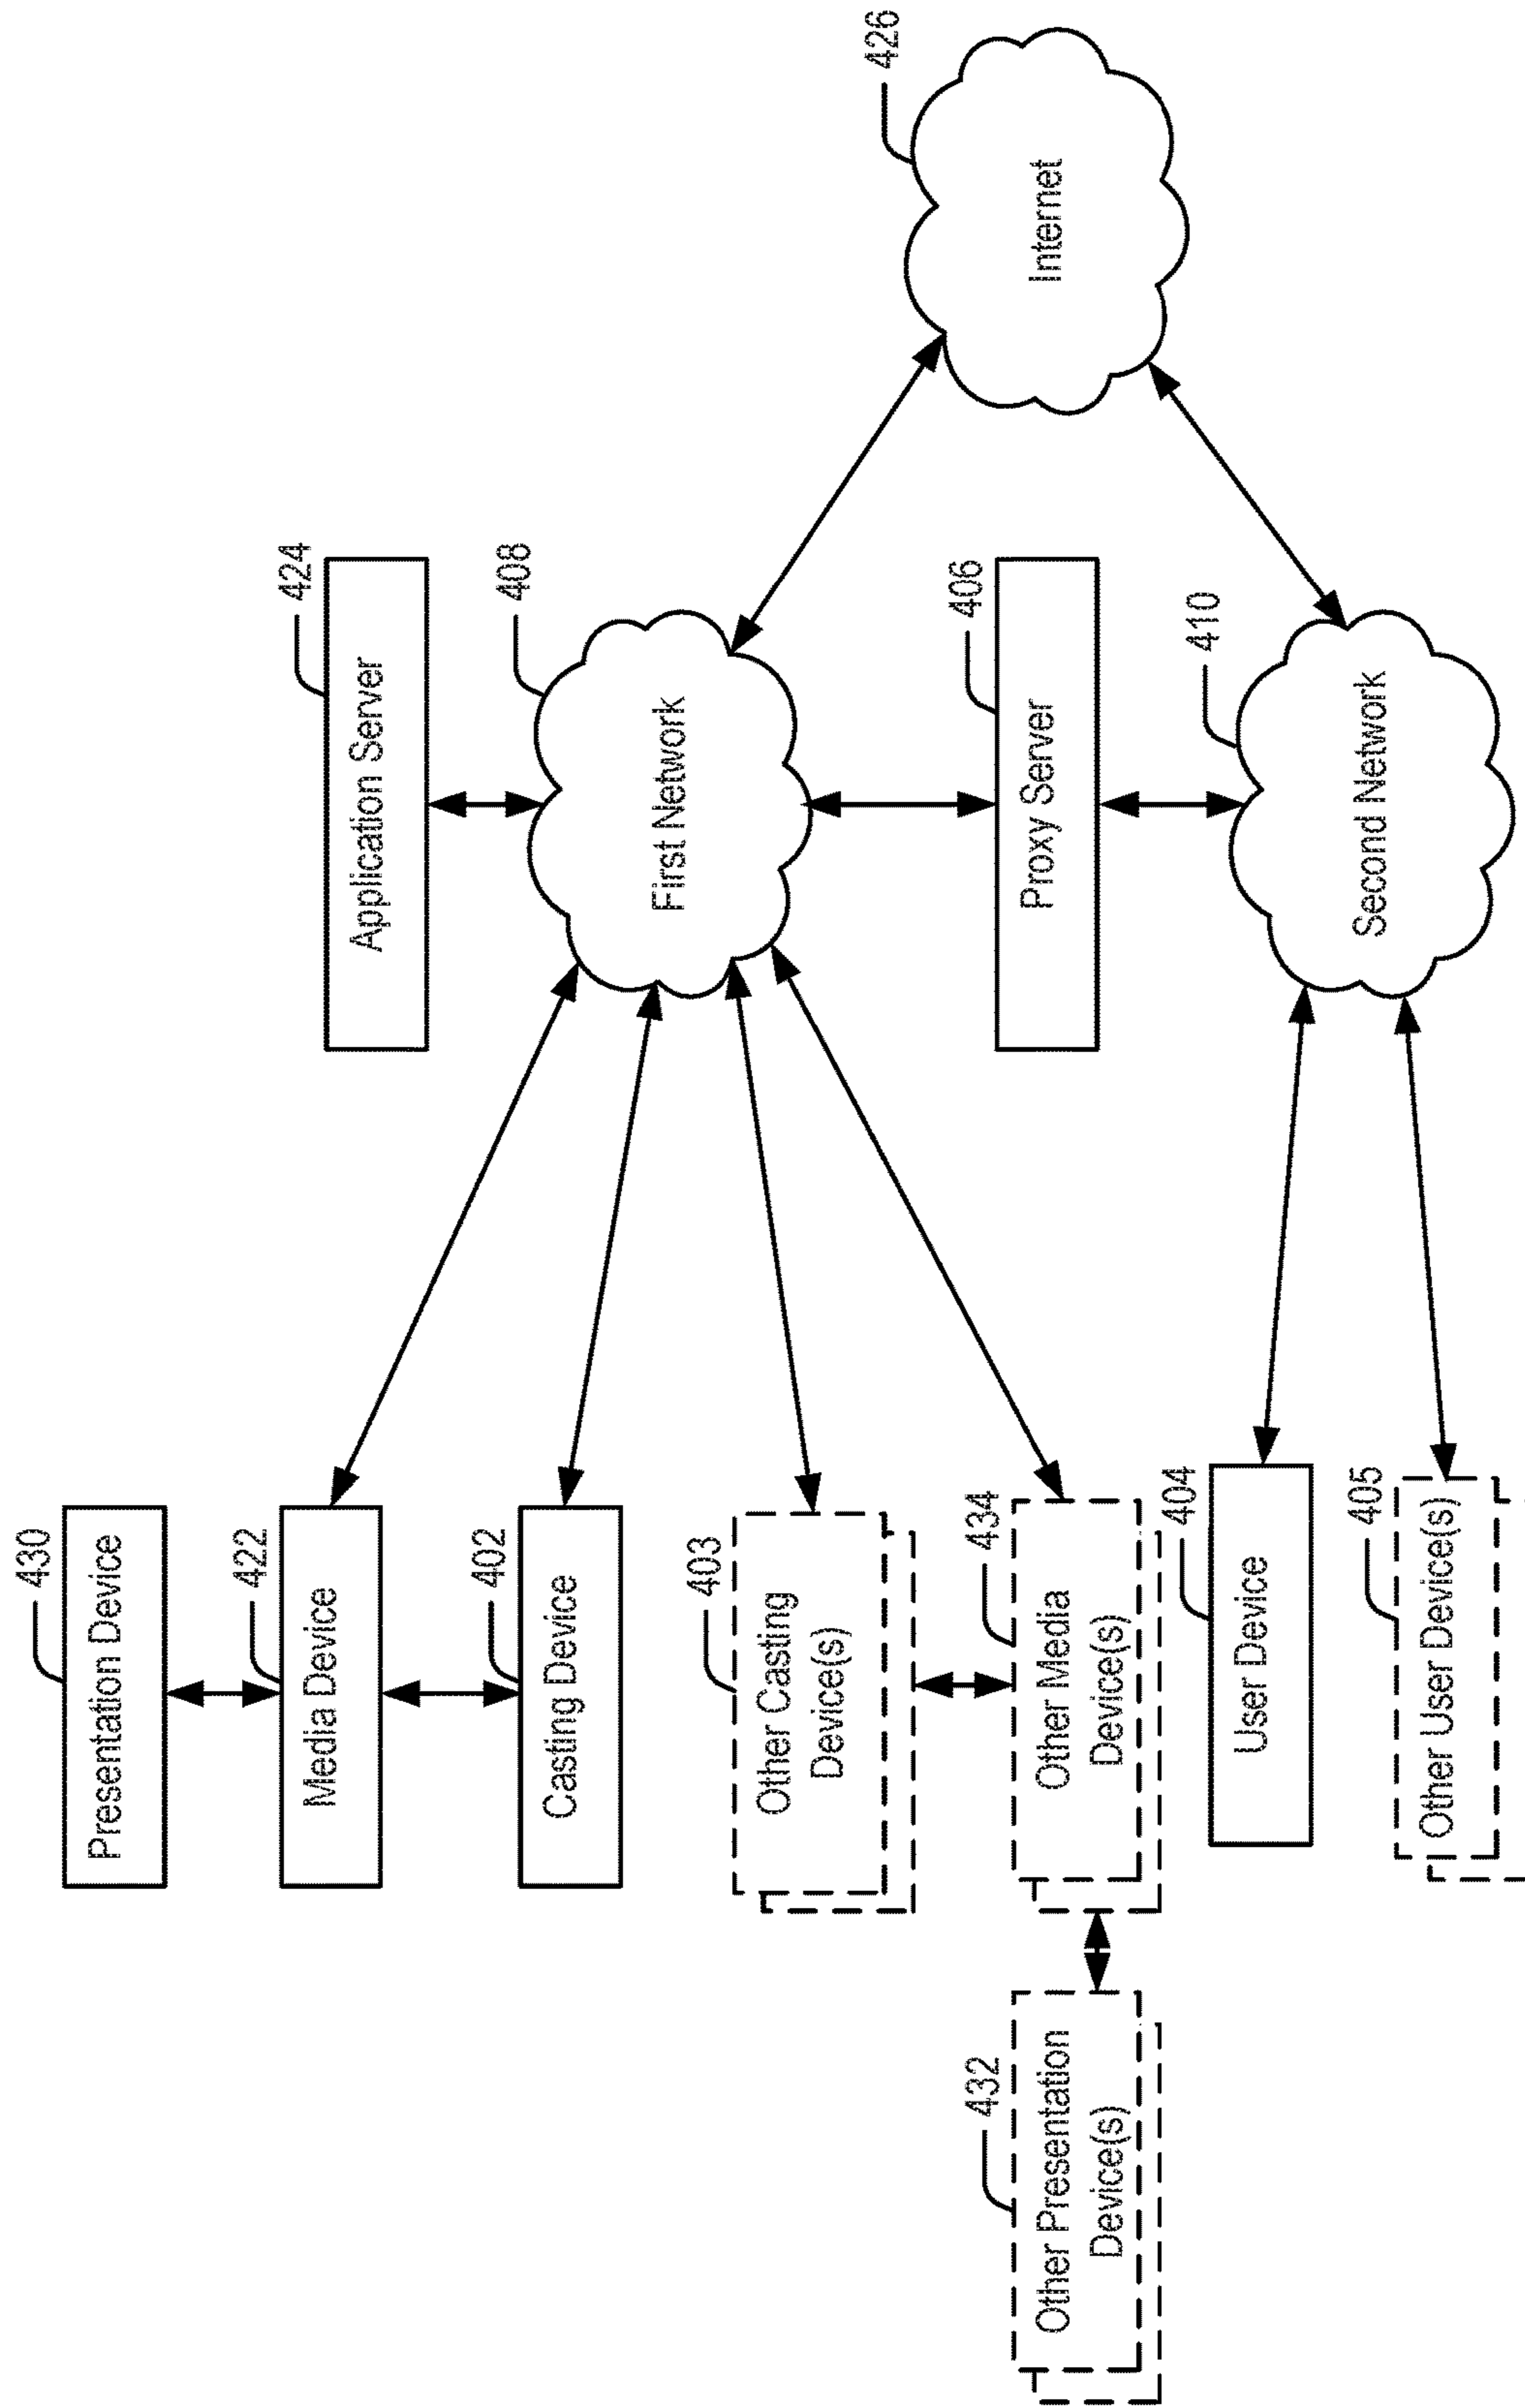 430
Presentation Device
422
Media Device
402
Casting Device
403
Other Casting
Device(s)
432
Other Presentation
Device(s)
434
Other Media
Device(s)
404
User Device
405
Other User Device(s)
424
Application Server
408
First Network
406
Proxy Server
410
Second Network
426
Internet